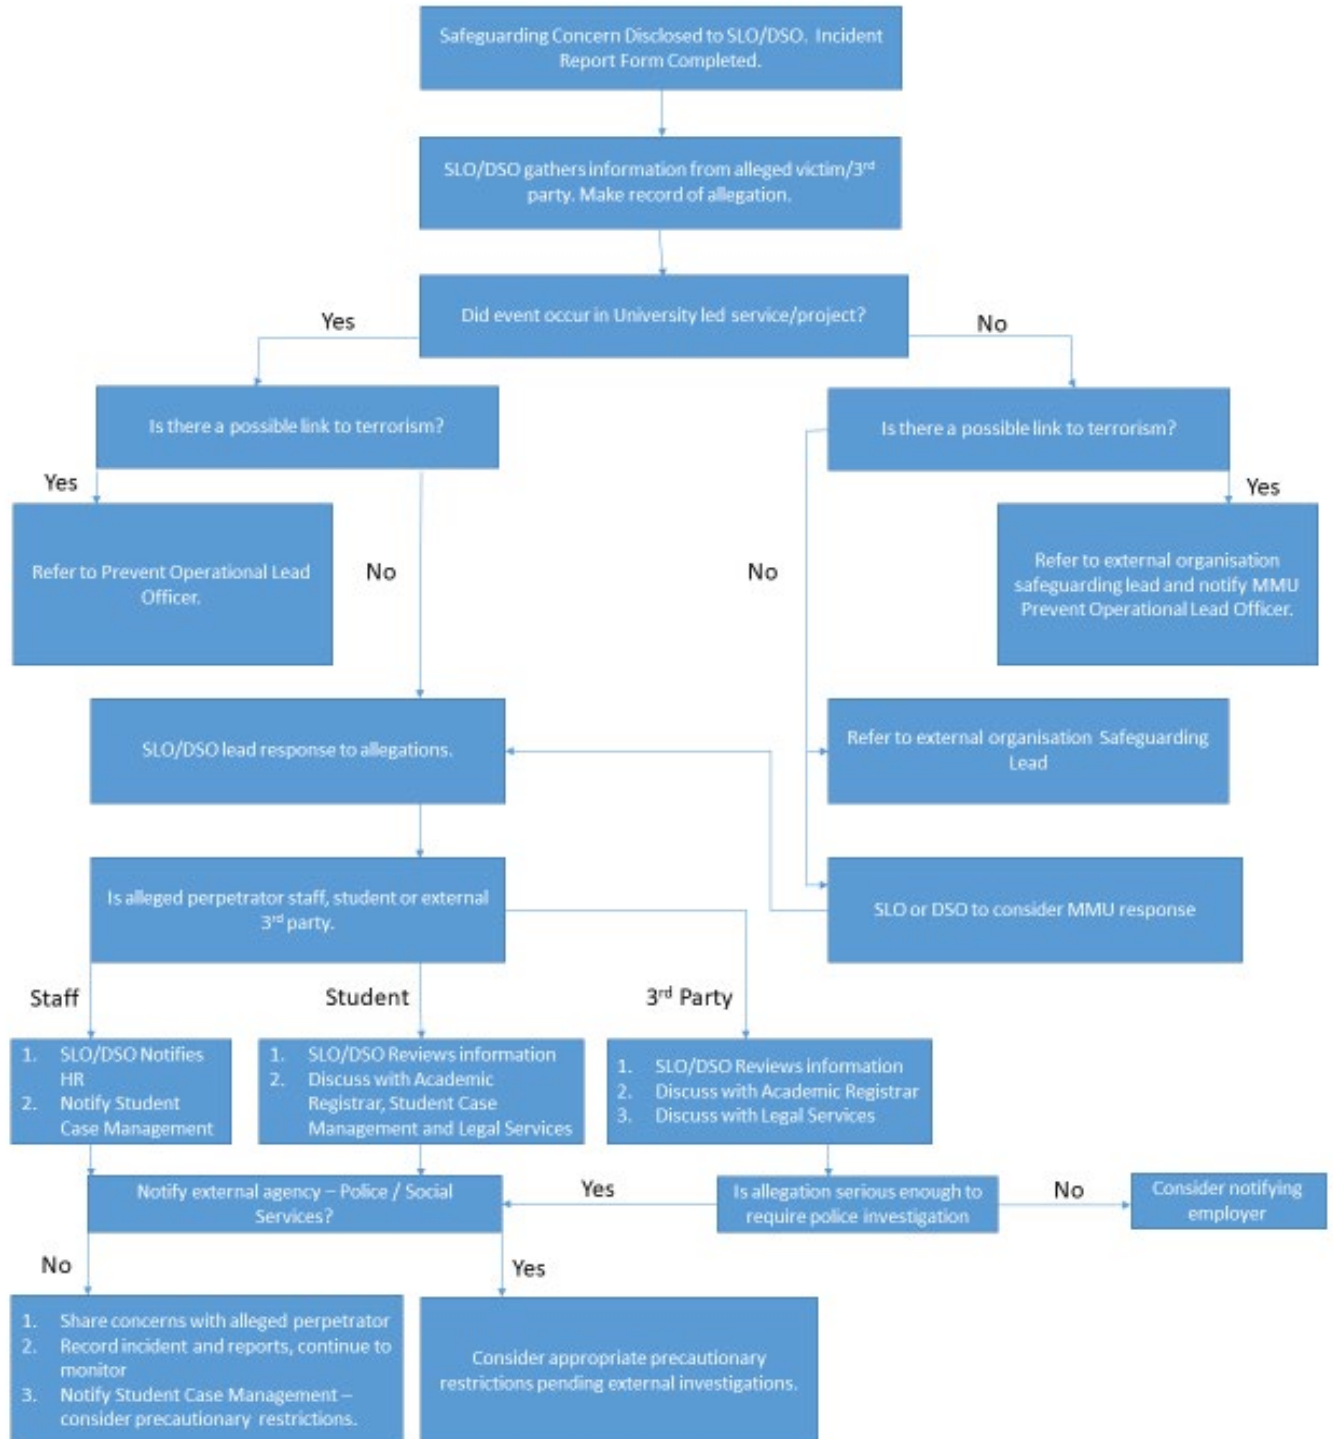 Safeguarding Concern Disclosed to SLO/DSO. Incident
Report Form Completed.
SLO/DSO gathers information from alleged victim/3rd
party. Make record of allegation.
Did event occur in University led service/project?
Yes
No
Is there a possible link to terrorism?
Is there a possible link to terrorism?
Yes
Yes
Refer to Prevent Operational Lead
Officer.
No
No
Refer to external organisation
safeguarding lead and notify MMU
Prevent Operational Lead Officer.
SLO/DSO lead response to allegations.
Refer to external organisation Safeguarding
Lead
Is alleged perpetrator staff, student or external
3rd party.
SLO or DSO to consider MMU response
Staff
Student
3rd Party
1. SLO/DSO Notifies
HR
2. Notify Student
Case Management
1. SLO/DSO Reviews information
2. Discuss with Academic
Registrar, Student Case
Management and Legal Services
1. SLO/DSO Reviews information
2. Discuss with Academic Registrar
3. Discuss with Legal Services
Notify external agency – Police / Social
Services?
Yes
Is allegation serious enough to
require police investigation
No
Consider notifying
employer
No
Yes
1. Share concerns with alleged perpetrator
2. Record incident and reports, continue to
monitor
3. Notify Student Case Management –
consider precautionary restrictions.
Consider appropriate precautionary
restrictions pending external investigations.